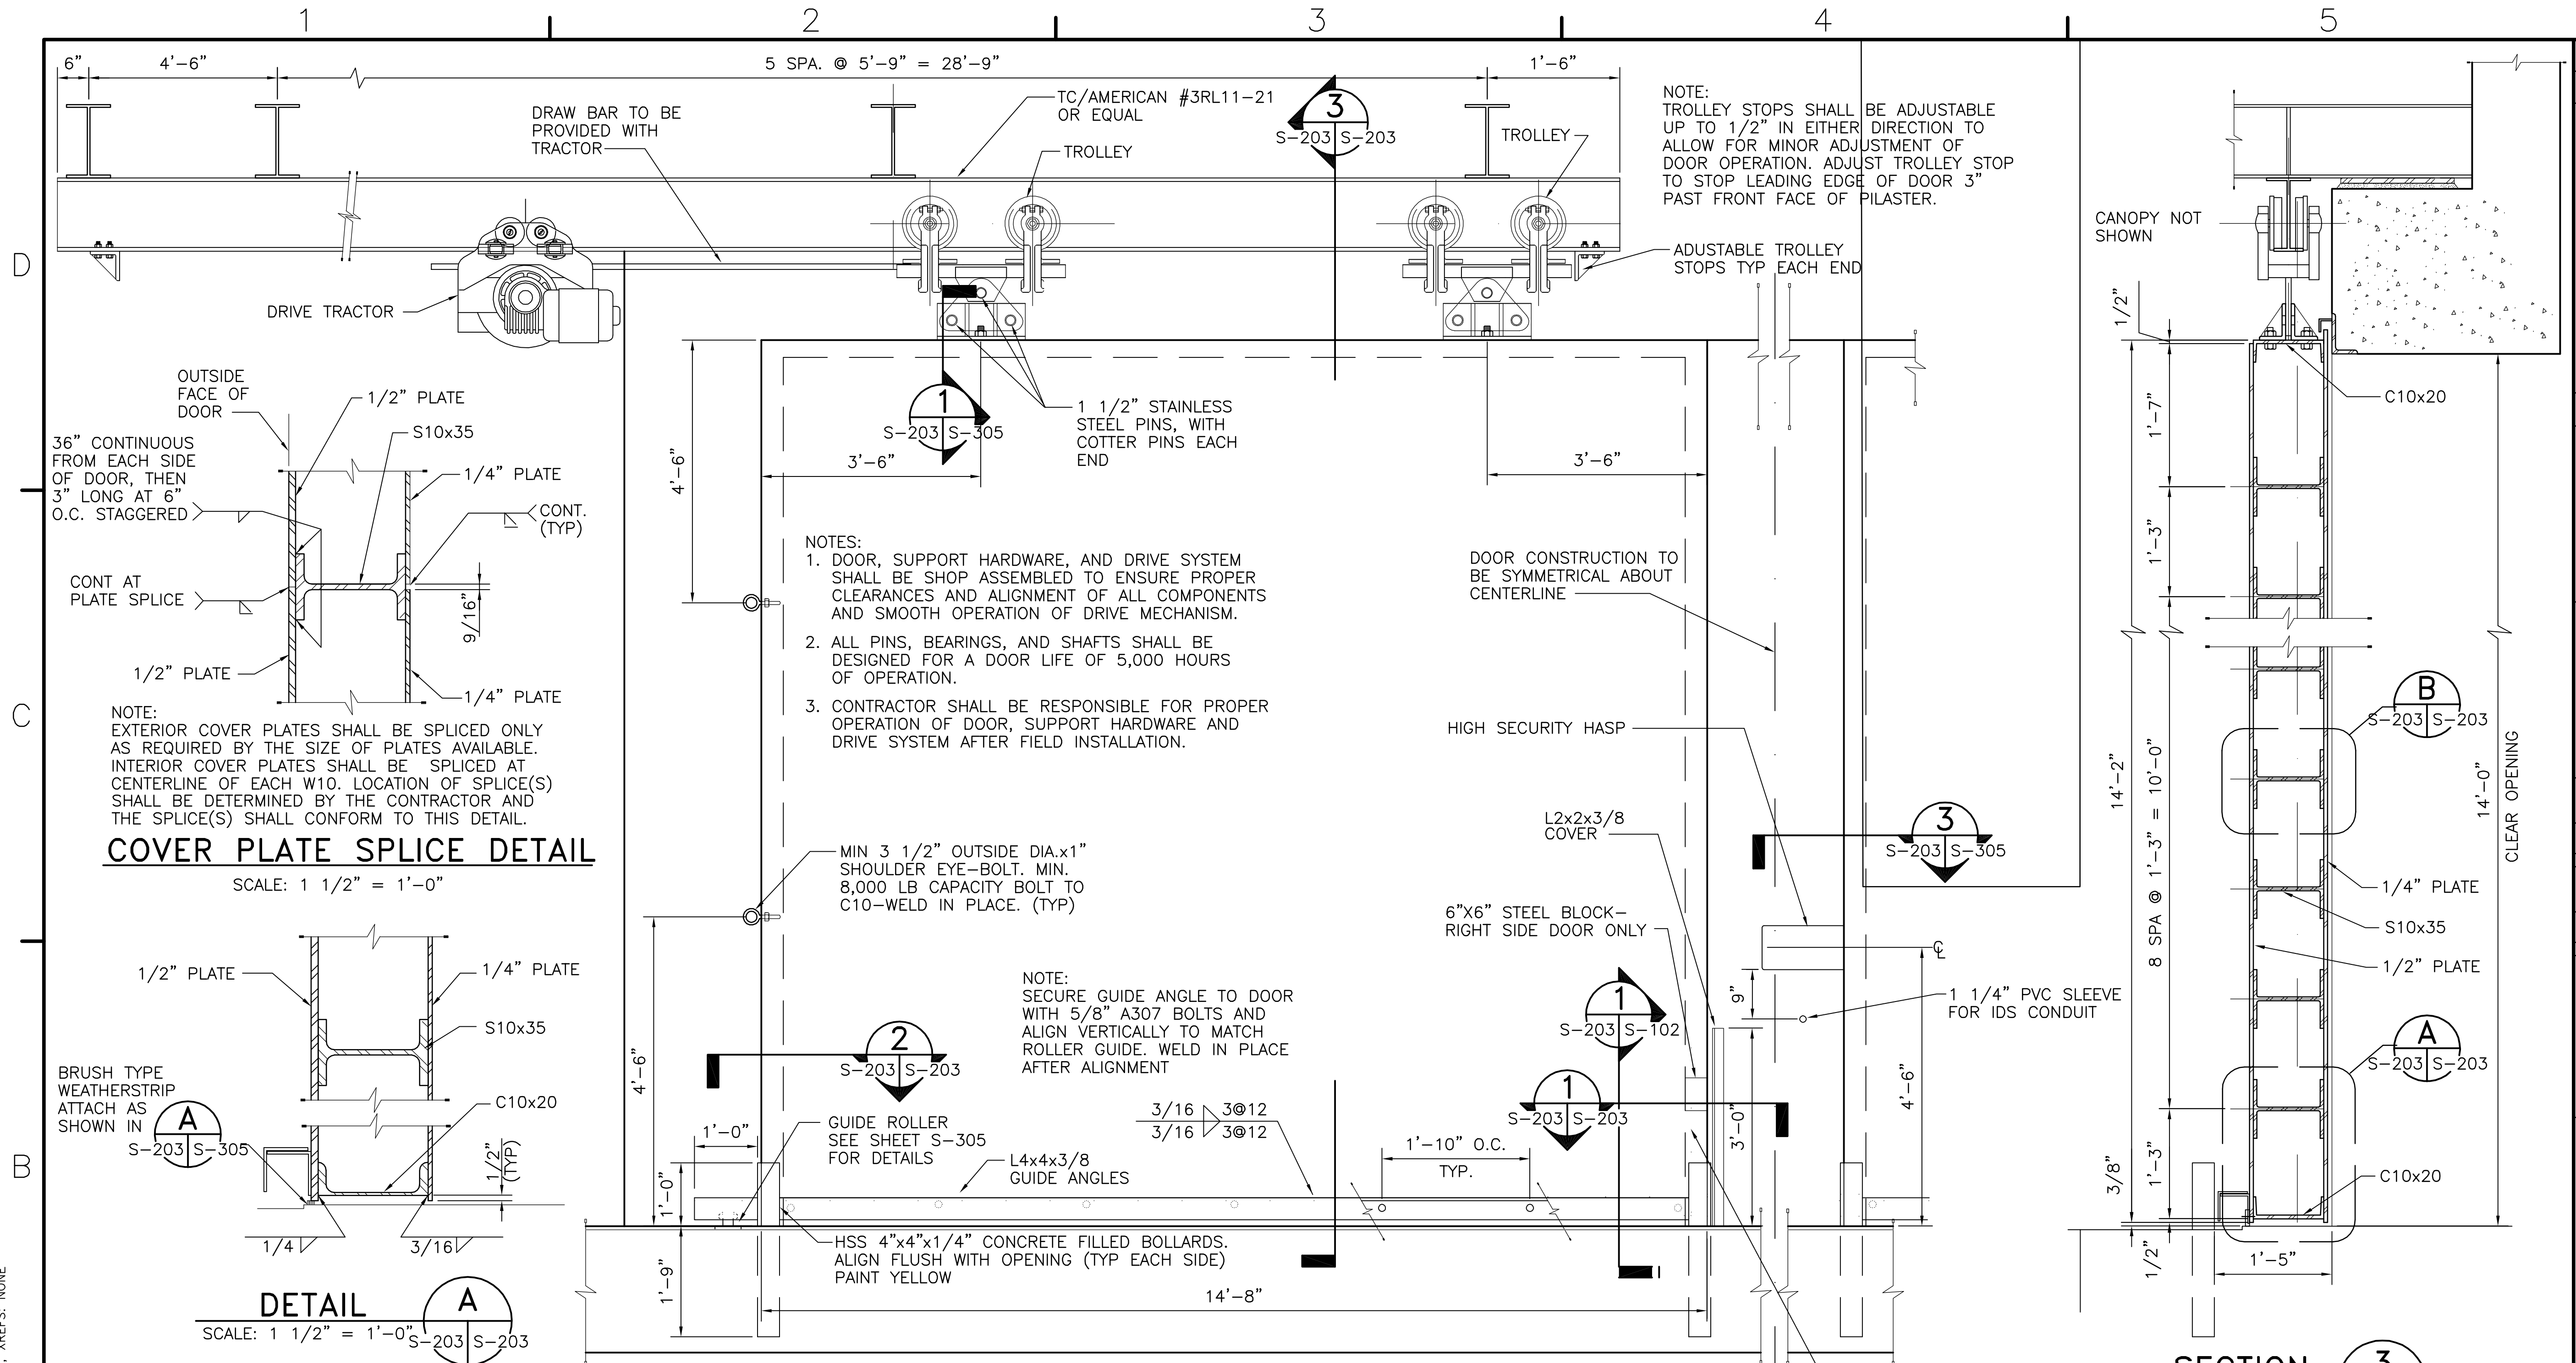 1
2
3
4
5
D
C
B
6"
4'-6"
5 SPA. @ 5'-9" = 28'-9"
1'-6"
DRAW BAR TO BE
PROVIDED WITH
TRACTOR
TC/AMERICAN #3RL11-21
OR EQUAL
TROLLEY
3
S-203 S-203
TROLLEY
NOTE:
TROLLEY STOPS SHALL BE ADJUSTABLE
UP TO 1/2" IN EITHER DIRECTION TO
ALLOW FOR MINOR ADJUSTMENT OF
DOOR OPERATION. ADJUST TROLLEY STOP
TO STOP LEADING EDGE OF DOOR 3"
PAST FRONT FACE OF PILASTER.
ADUSTABLE TROLLEY
STOPS TYP EACH END
CANOPY NOT
SHOWN
DRIVE TRACTOR
OUTSIDE
FACE OF
DOOR
1/2" PLATE
S10x35
36" CONTINUOUS
FROM EACH SIDE
OF DOOR, THEN
3" LONG AT 6"
O.C. STAGGERED
1/4" PLATE
CONT.
(TYP)
CONT AT
PLATE SPLICE
9/16"
1/2" PLATE
1/4" PLATE
NOTE:
EXTERIOR COVER PLATES SHALL BE SPLICED ONLY
AS REQUIRED BY THE SIZE OF PLATES AVAILABLE.
INTERIOR COVER PLATES SHALL BE SPLICED AT
CENTERLINE OF EACH W10. LOCATION OF SPLICE(S)
SHALL BE DETERMINED BY THE CONTRACTOR AND
THE SPLICE(S) SHALL CONFORM TO THIS DETAIL.
COVER PLATE SPLICE DETAIL
SCALE: 1 1/2" = 1'-0"
1/2" PLATE
1/4" PLATE
S10x35
BRUSH TYPE
WEATHERSTRIP
ATTACH AS
SHOWN IN
A
S-203 S-305
C10x20
1/2"
(TYP)
1/4
3/16
DETAIL
A
SCALE: 1 1/2" = 1'-0"
S-203 S-203
, XREFS: NONE
4'-6"
1
S-203 S-305
3'-6"
1 1/2" STAINLESS
STEEL PINS, WITH
COTTER PINS EACH
END
3'-6"
NOTES:
1. DOOR, SUPPORT HARDWARE, AND DRIVE SYSTEM
SHALL BE SHOP ASSEMBLED TO ENSURE PROPER
CLEARANCES AND ALIGNMENT OF ALL COMPONENTS
AND SMOOTH OPERATION OF DRIVE MECHANISM.
2. ALL PINS, BEARINGS, AND SHAFTS SHALL BE
DESIGNED FOR A DOOR LIFE OF 5,000 HOURS
OF OPERATION.
3. CONTRACTOR SHALL BE RESPONSIBLE FOR PROPER
OPERATION OF DOOR, SUPPORT HARDWARE AND
DRIVE SYSTEM AFTER FIELD INSTALLATION.
DOOR CONSTRUCTION TO
BE SYMMETRICAL ABOUT
CENTERLINE
HIGH SECURITY HASP
MIN 3 1/2" OUTSIDE DIA.x1"
SHOULDER EYE-BOLT. MIN.
8,000 LB CAPACITY BOLT TO
C10-WELD IN PLACE. (TYP)
L2x2x3/8
COVER
3
S-203 S-305
6"X6" STEEL BLOCK-
RIGHT SIDE DOOR ONLY
℄
NOTE:
SECURE GUIDE ANGLE TO DOOR
WITH 5/8" A307 BOLTS AND
ALIGN VERTICALLY TO MATCH
ROLLER GUIDE. WELD IN PLACE
AFTER ALIGNMENT
9"
1 1/4" PVC SLEEVE
FOR IDS CONDUIT
1
S-203 S-102
2
S-203 S-203
4'-6"
1
S-203 S-203
3'-0"
4'-6"
1'-0"
GUIDE ROLLER
SEE SHEET S-305
FOR DETAILS
3/16 3@12
3/16 3@12
L4x4x3/8
GUIDE ANGLES
1'-10" O.C.
TYP.
1'-0"
1'-9"
HSS 4"x4"x1/4" CONCRETE FILLED BOLLARDS.
ALIGN FLUSH WITH OPENING (TYP EACH SIDE)
PAINT YELLOW
14'-8"
1/2"
C10x20
1'-7"
1'-3"
14'-2"
8 SPA @ 1'-3" = 10'-0"
B
S-203 S-203
14'-0"
CLEAR OPENING
1/4" PLATE
S10x35
1/2" PLATE
A
S-203 S-203
1'-3"
3/8"
C10x20
1/2"
1'-5"
SECTION
3